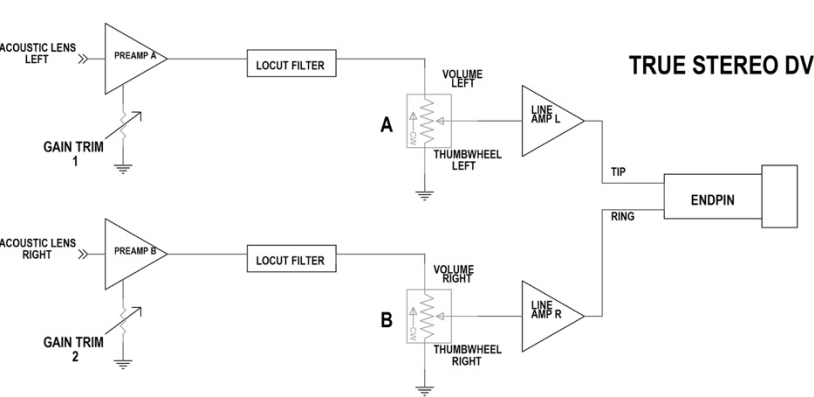 TRUE STEREO DV
ACOUSTIC LENS
LEFT
PREAMP A
GAIN TRIM
1
LOCUT FILTER
VOLUME
LEFT
A
CW
THUMBWHEEL
LEFT
LINE
AMP L
TIP
ENDPIN
RING
ACOUSTIC LENS
RIGHT
PREAMP B
GAIN TRIM
2
LOCUT FILTER
VOLUME
RIGHT
B
CW
THUMBWHEEL
RIGHT
LINE
AMP R